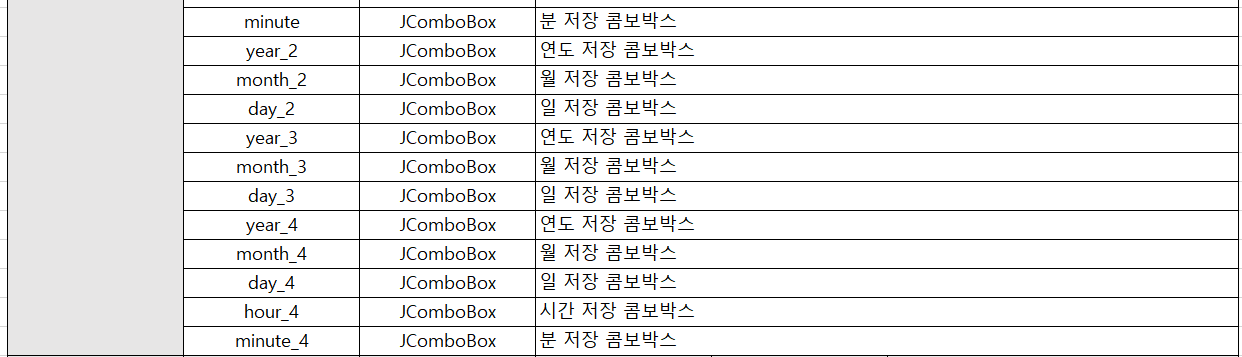 minute JComboBox 분 저장 콤보박스
year_2 JComboBox 연도 저장 콤보박스
month_2 JComboBox 월 저장 콤보박스
day_2 JComboBox 일 저장 콤보박스
year_3 JComboBox 연도 저장 콤보박스
month_3 JComboBox 월 저장 콤보박스
day_3 JComboBox 일 저장 콤보박스
year_4 JComboBox 연도 저장 콤보박스
month_4 JComboBox 월 저장 콤보박스
day_4 JComboBox 일 저장 콤보박스
hour_4 JComboBox 시간 저장 콤보박스
minute_4 JComboBox 분 저장 콤보박스